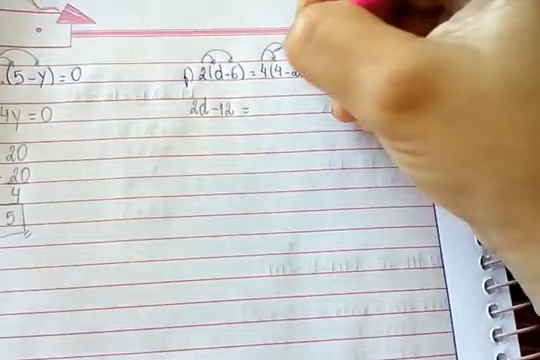 .(5-y)=0
4y=0
20
20
4
5
f) 2(d-6)=4(4-
2d-12=